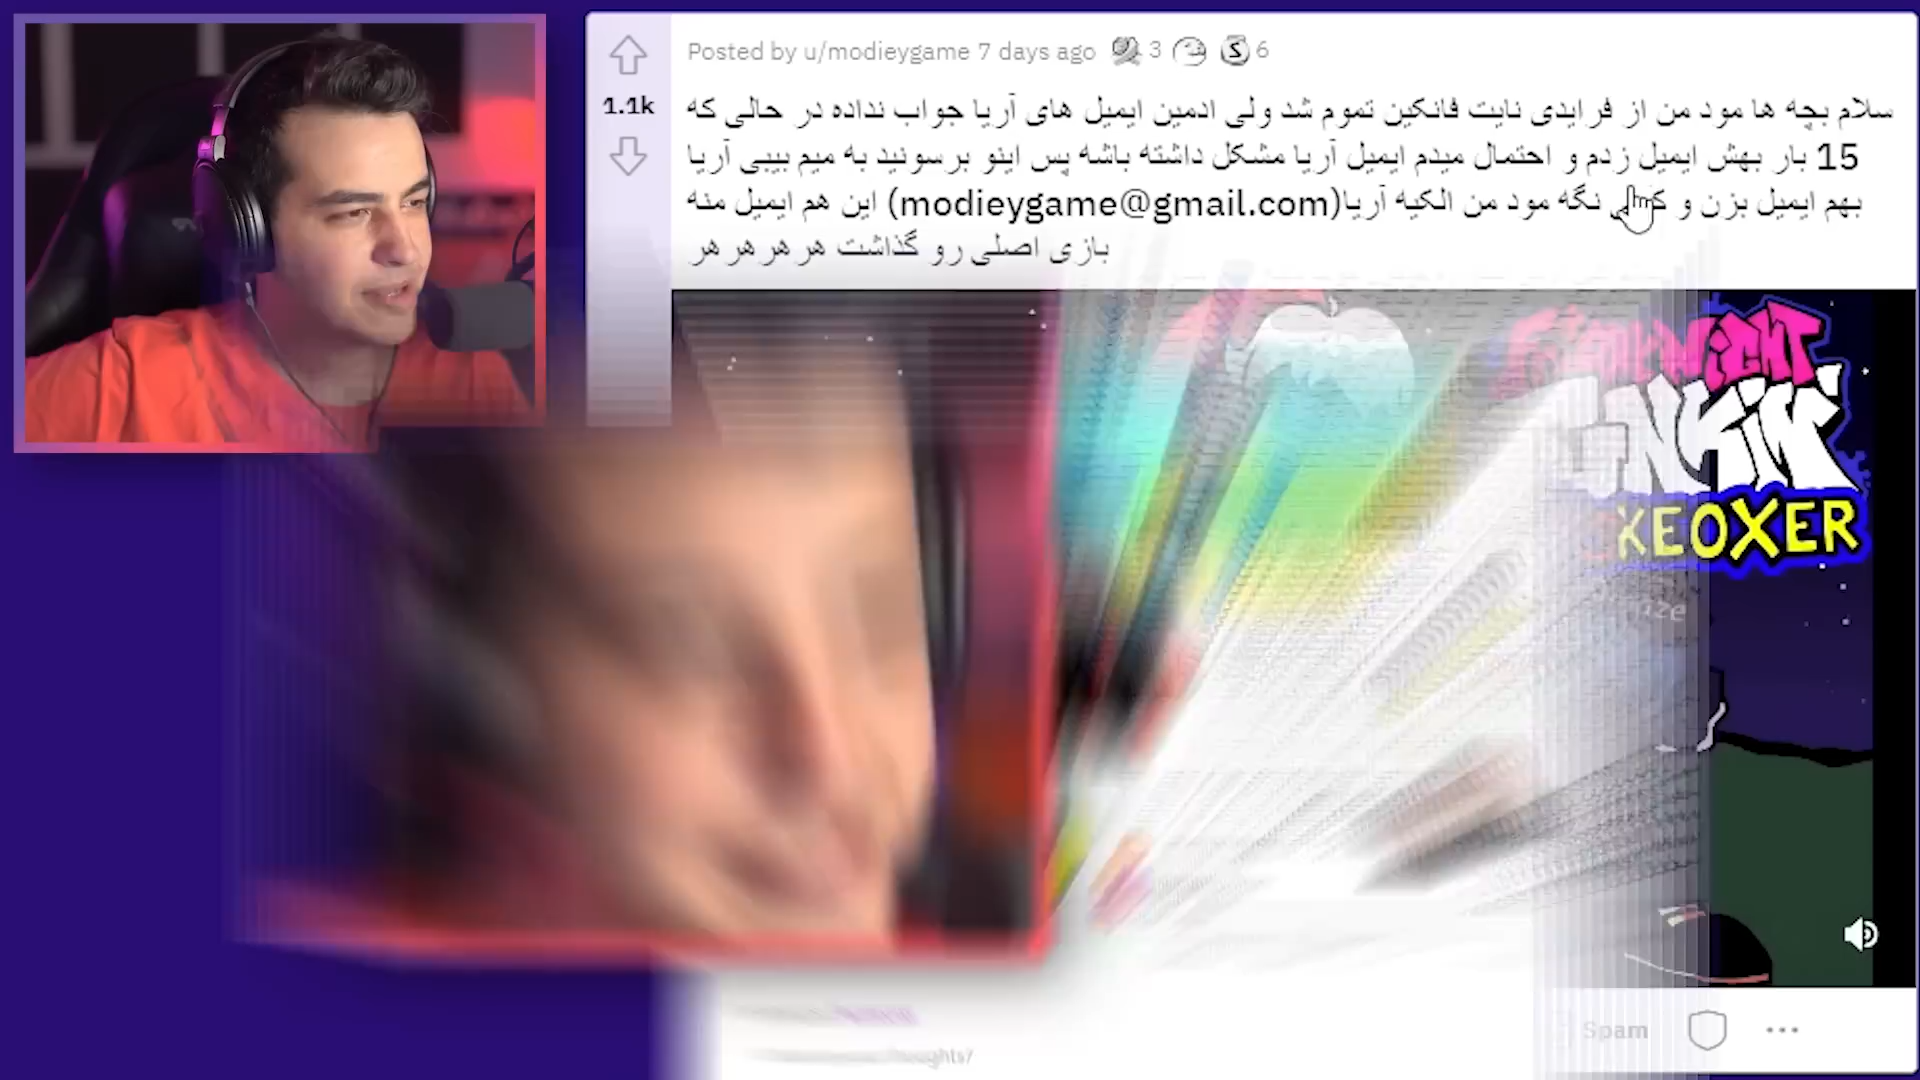 Posted by u/modieygame 7 days ago 3 6
1.1k
سلام بچه ها مود من از فرایدی نایت فانکین تموم شد ولی ادمین ایمیل های آریا جواب نداده در حالی که
15 بار بهش ایمیل زدم و احتمال میدم ایمیل آریا مشکل داشته باشه پس اینو برسونید به میم بیبی آریا
بهم ایمیل بزن و نگه مود من الکیه آریا(modieygame@gmail.com) این هم ایمیل منه
بازی اصلی رو گذاشت هر هر هر هر
NIGHT
XEOXER
Spam